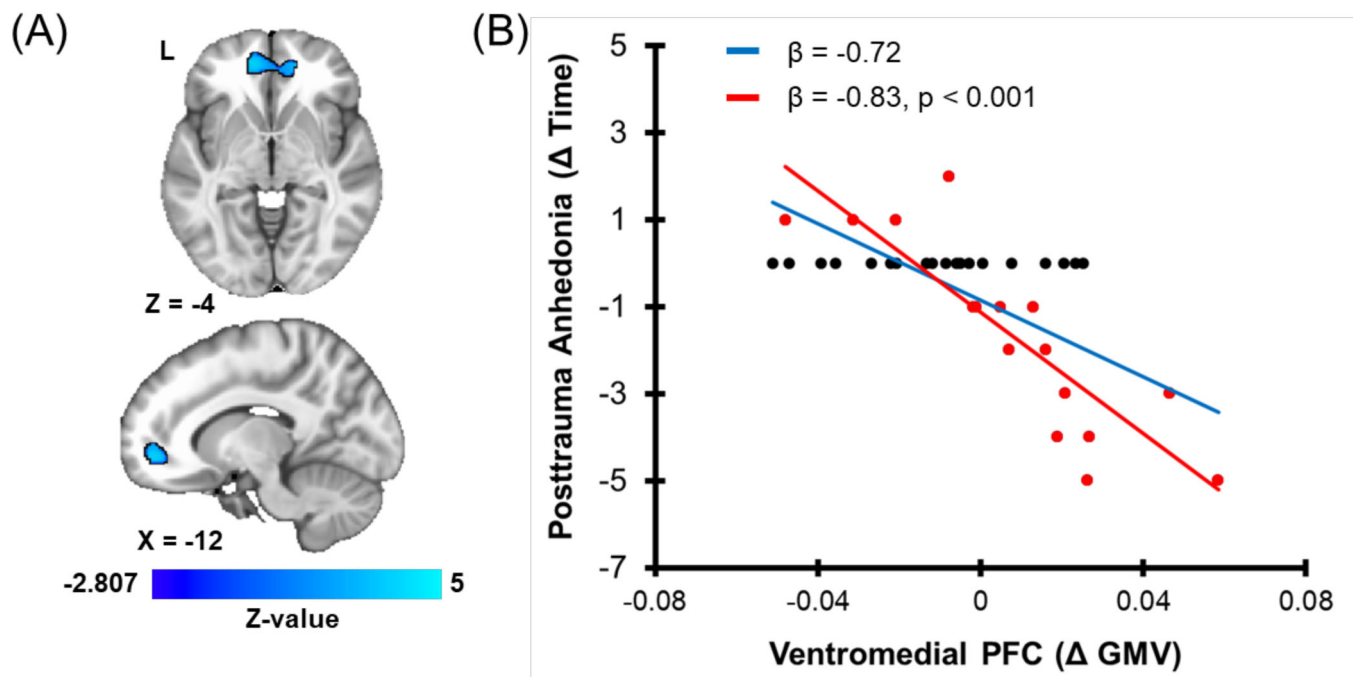 (A)
L
Z = -4
X = -12
-2.807
5
Z-value
(B)
β = -0.72
β = -0.83, p < 0.001
Posttrauma Anhedonia (Δ Time)
5
3
1
-1
-3
-5
-7
-0.08
-0.04
0
0.04
0.08
Ventromedial PFC (Δ GMV)